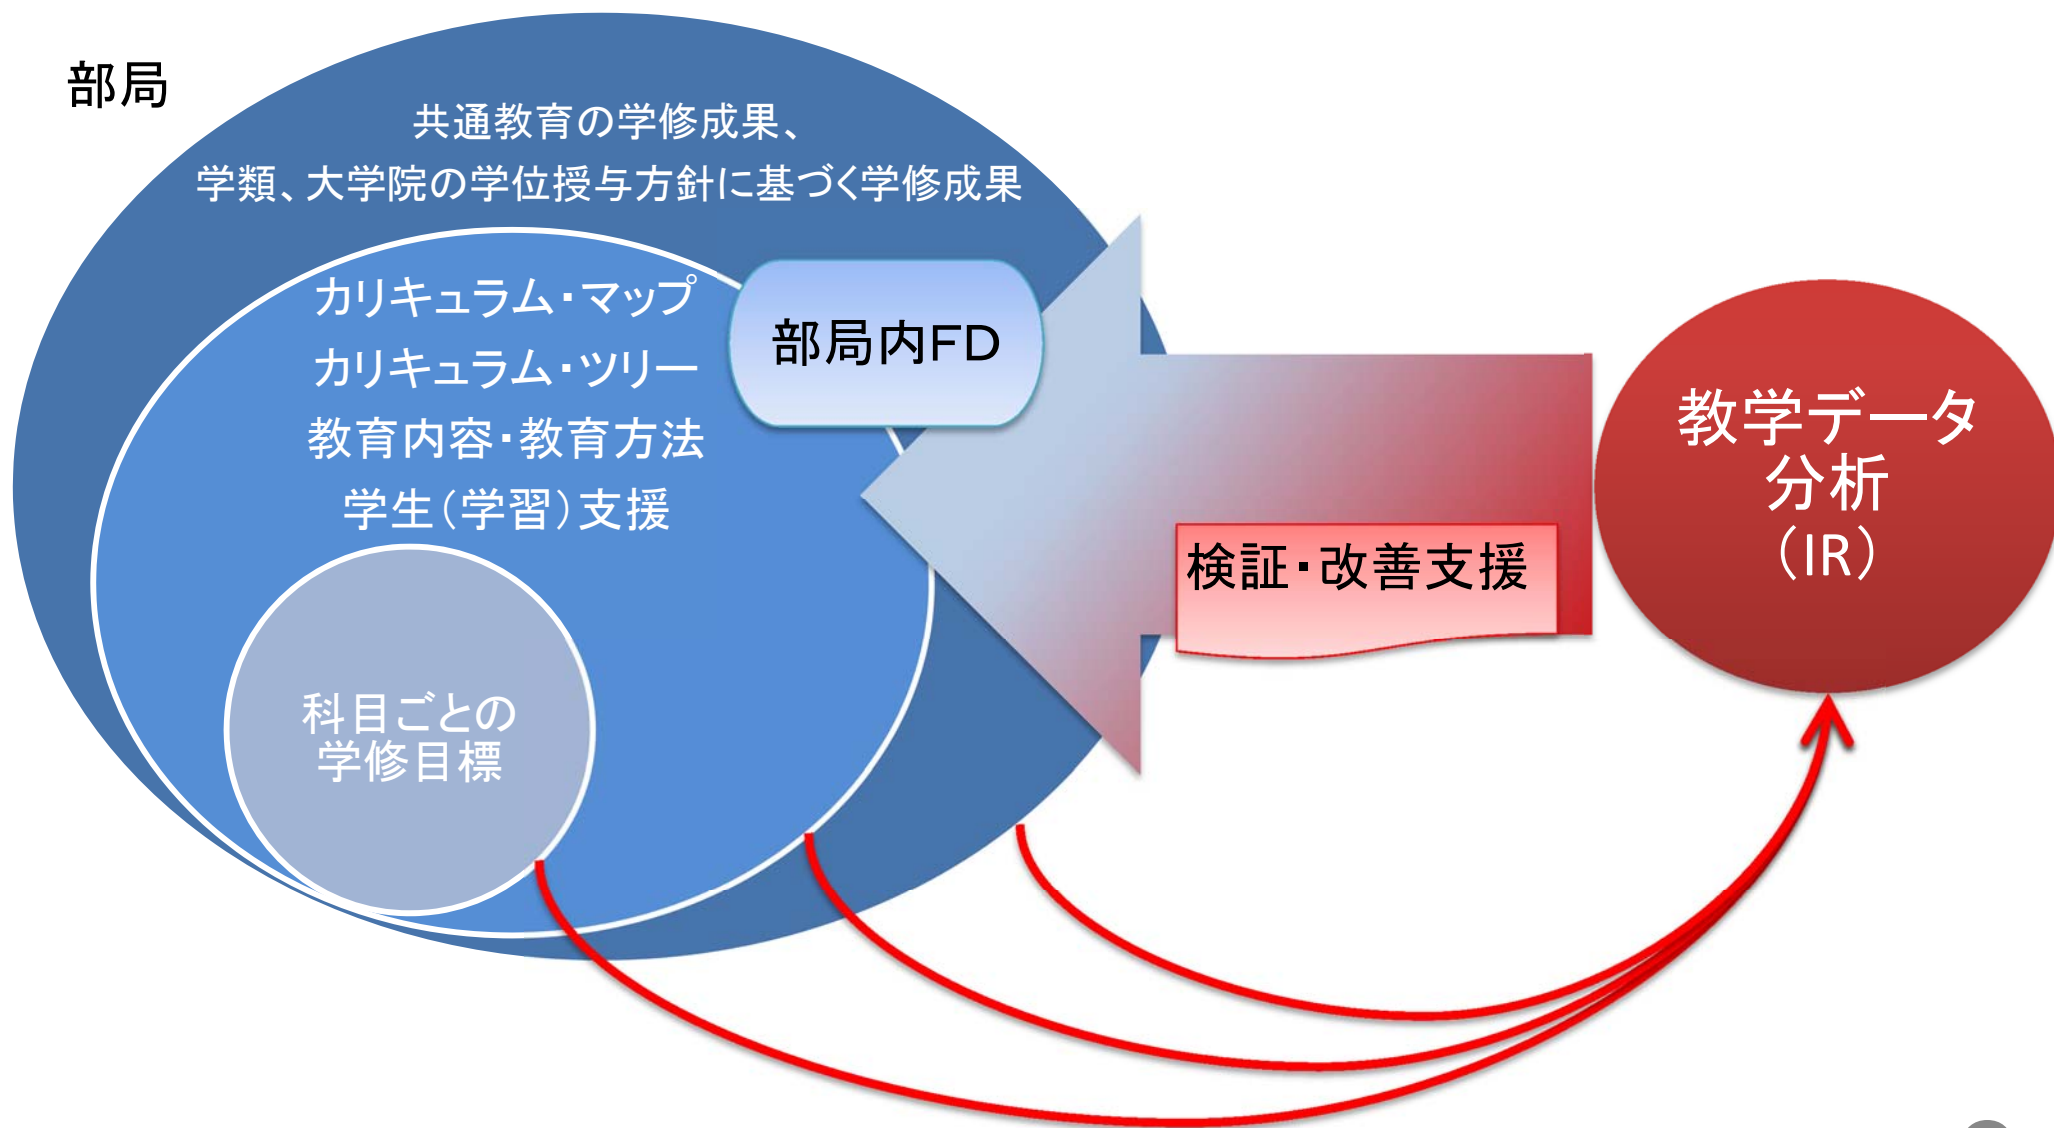 部局
共通教育の学修成果、
学類、大学院の学位授与方針に基づく学修成果
カリキュラム・マップ
カリキュラム・ツリー
教育内容・教育方法
学生（学習）支援
部局内FD
科目ごとの
学修目標
検証・改善支援
教学データ
分析
（IR）